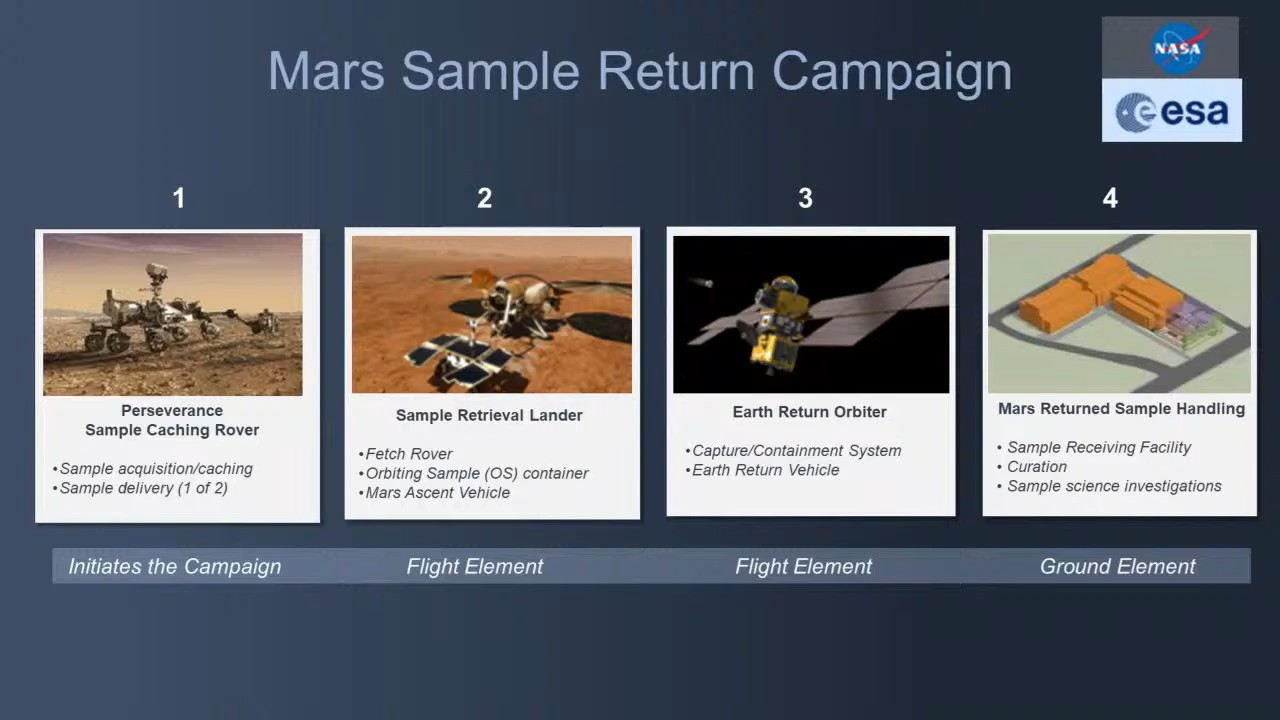 Mars Sample Return Campaign
NASA
esa
1
2
3
4
Perseverance
Sample Caching Rover
•Sample acquisition/caching
•Sample delivery (1 of 2)
Sample Retrieval Lander
•Fetch Rover
•Orbiting Sample (OS) container
•Mars Ascent Vehicle
Earth Return Orbiter
•Capture/Containment System
•Earth Return Vehicle
Mars Returned Sample Handling
• Sample Receiving Facility
• Curation
• Sample science investigations
Initiates the Campaign
Flight Element
Flight Element
Ground Element